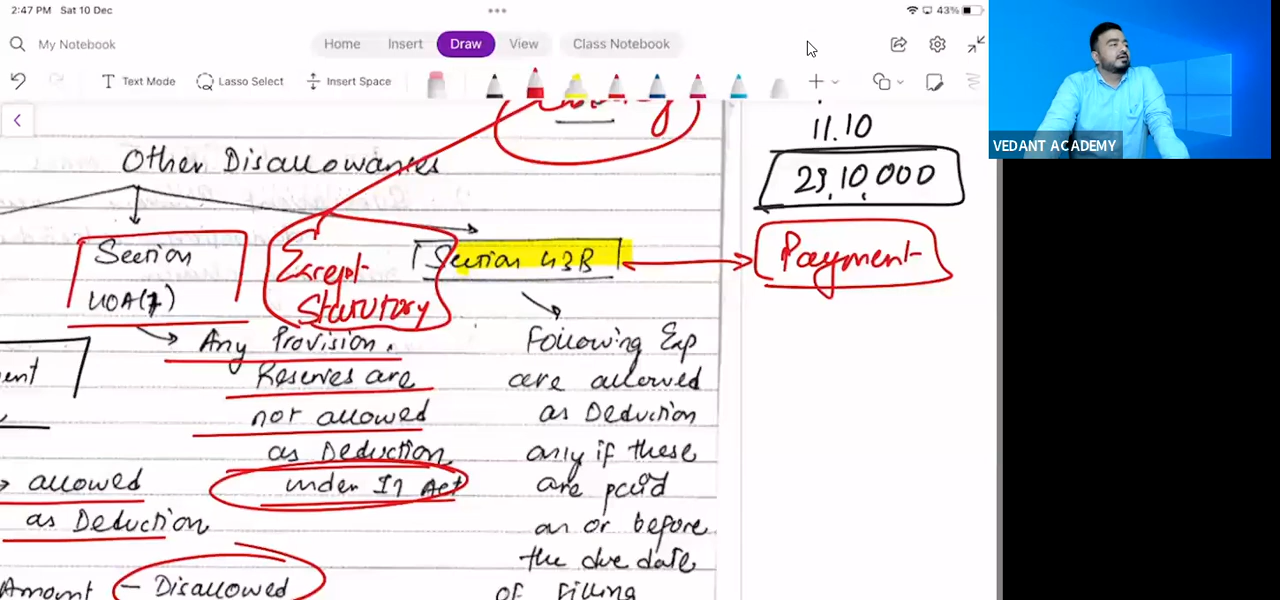 2:47 PM Sat 10 Dec
43%
My Notebook
Home Insert Draw View Class Notebook
Text Mode Lasso Select Insert Space
VEDANT ACADEMY
11.10
29,10,000
Payment
Other Disallowances
Section
40A(7)
Except
Statutory
Section 43B
Any Provision.
Reserves are
not allowed
as Deduction
under IT Act
Following Exp
are allowed
as Deduction
only if these
are paid
on or before
the due date
of Filling
allowed
as Deduction
Amount - Disallowed